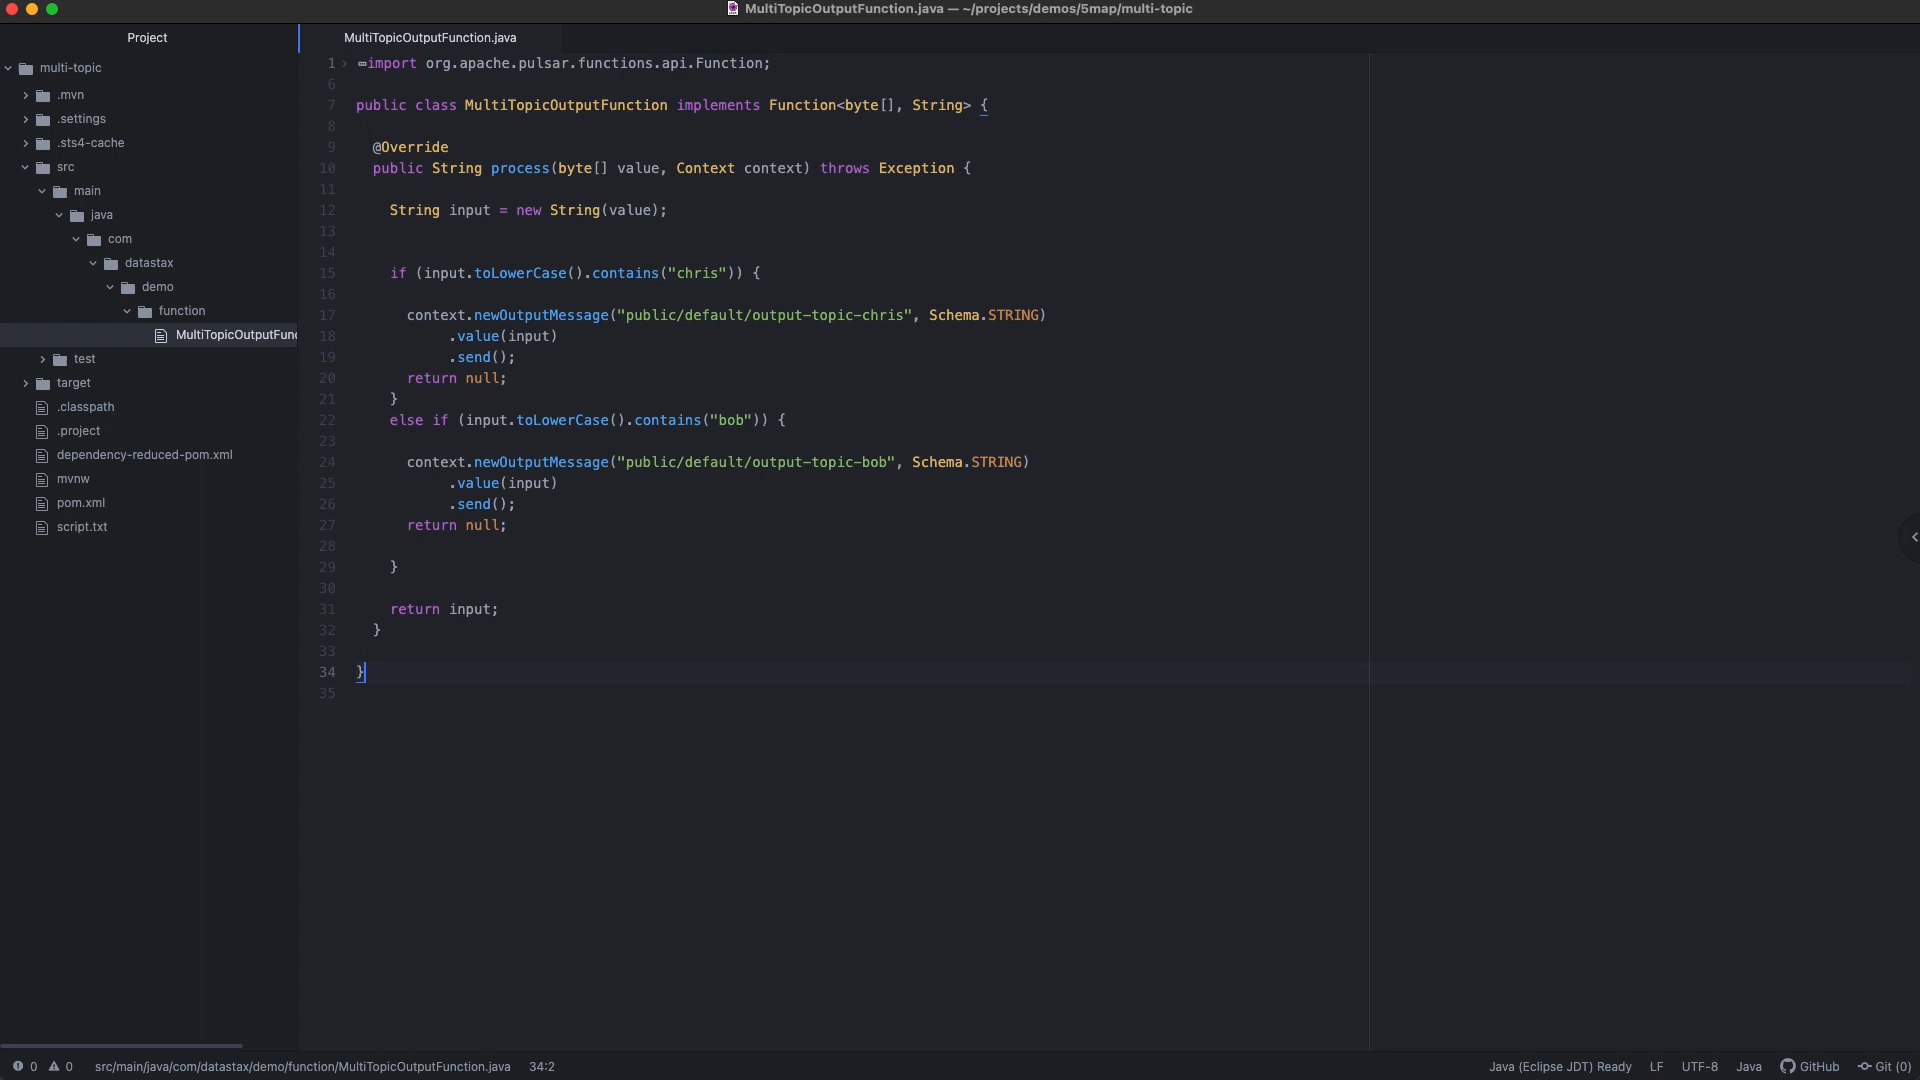 MultiTopicOutputFunction.java — ~/projects/demos/5map/multi-topic
Project
MultiTopicOutputFunction.java
multi-topic
.mvn
.settings
.sts4-cache
src
main
java
com
datastax
demo
function
MultiTopicOutputFunc
test
target
.classpath
.project
dependency-reduced-pom.xml
mvnw
pom.xml
script.txt
1 import org.apache.pulsar.functions.api.Function;
6
7 public class MultiTopicOutputFunction implements Function<byte[], String> {
8
9 @Override
10 public String process(byte[] value, Context context) throws Exception {
11
12 String input = new String(value);
13
14
15 if (input.toLowerCase().contains("chris")) {
16
17 context.newOutputMessage("public/default/output-topic-chris", Schema.STRING)
18 .value(input)
19 .send();
20 return null;
21 }
22 else if (input.toLowerCase().contains("bob")) {
23
24 context.newOutputMessage("public/default/output-topic-bob", Schema.STRING)
25 .value(input)
26 .send();
27 return null;
28
29 }
30
31 return input;
32 }
33
34 }
35
0 0 src/main/java/com/datastax/demo/function/MultiTopicOutputFunction.java 34:2 Java (Eclipse JDT) Ready LF UTF-8 Java GitHub Git (0)